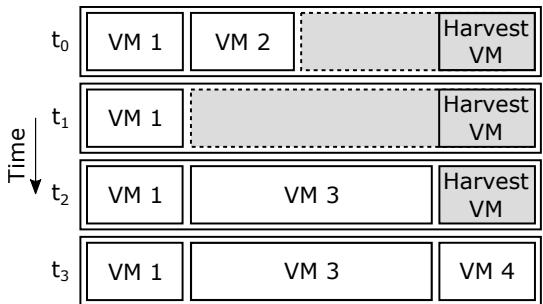 t0 VM 1 VM 2 Harvest VM
t1 VM 1 Harvest VM
Time
t2 VM 1 VM 3 Harvest VM
t3 VM 1 VM 3 VM 4